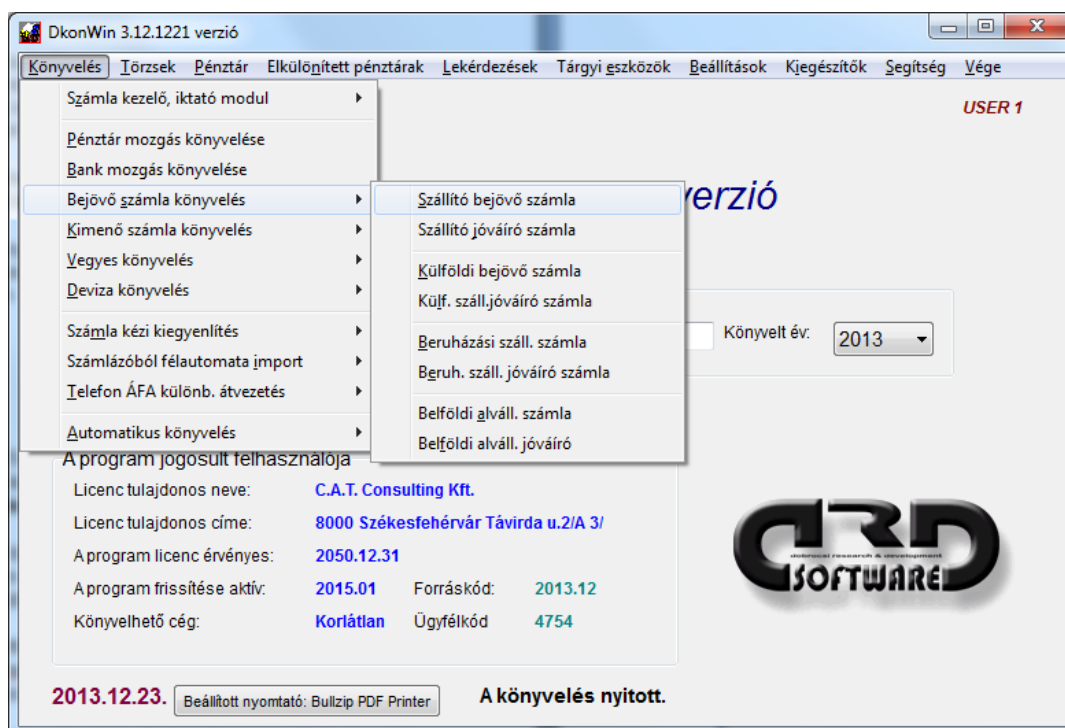 DkonWin 3.12.1221 verzió
Könyvelés Törzsek Pénztár Elkülönített pénztárak Lekérdezések Tárgyi eszközök Beállítások Kiegészítők Segítség Vége
USER 1
verzió
Számla kezelő, iktató modul
Pénztár mozgás könyvelése
Bank mozgás könyvelése
Bejövő számla könyvelés
Kimenő számla könyvelés
Vegyes könyvelés
Deviza könyvelés
Számla kézi kiegyenlítés
Számlázóból félautomata import
Telefon ÁFA különb. átvezetés
Automatikus könyvelés
Szállító bejövő számla
Szállító jóváíró számla
Külföldi bejövő számla
Külf. száll.jóváíró számla
Beruházási száll. számla
Beruh. száll. jóváíró számla
Belföldi alváll. számla
Belföldi alváll. jóváíró
Könyvelt év: 2013
A program jogosult felhasználója
Licenc tulajdonos neve: C.A.T. Consulting Kft.
Licenc tulajdonos címe: 8000 Székesfehérvár Távirda u.2/A 3/
A program licenc érvényes: 2050.12.31
A program frissítése aktív: 2015.01 Forráskód: 2013.12
Könyvelhető cég: Korlátlan Ügyfélkód 4754
DRD
dobrocsi research & development
SOFTWARE
2013.12.23. Beállított nyomtató: Bullzip PDF Printer A könyvelés nyitott.